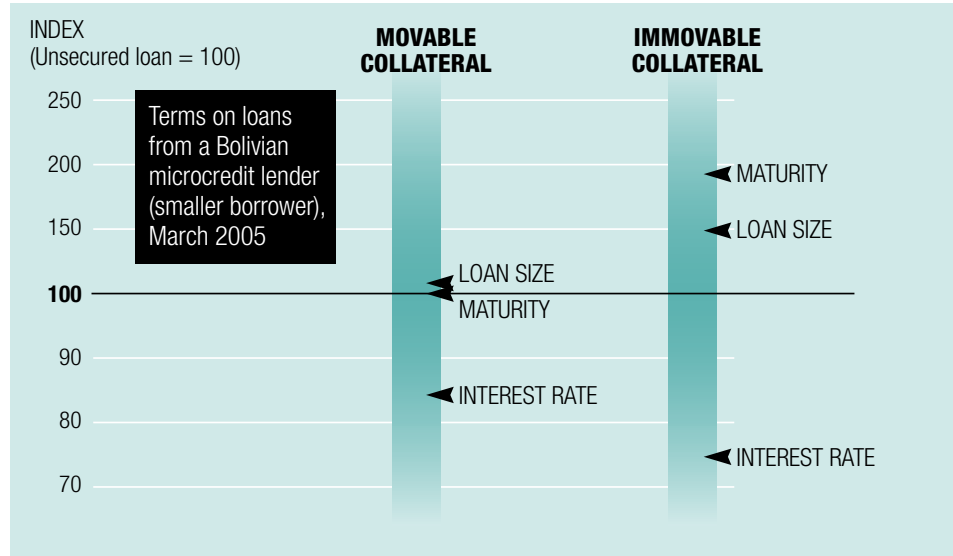 INDEX
(Unsecured loan = 100)
MOVABLE
COLLATERAL
IMMOVABLE
COLLATERAL
250
Terms on loans
from a Bolivian
microcredit lender
(smaller borrower),
March 2005
200
MATURITY
150
LOAN SIZE
LOAN SIZE
100
MATURITY
90
INTEREST RATE
80
INTEREST RATE
70